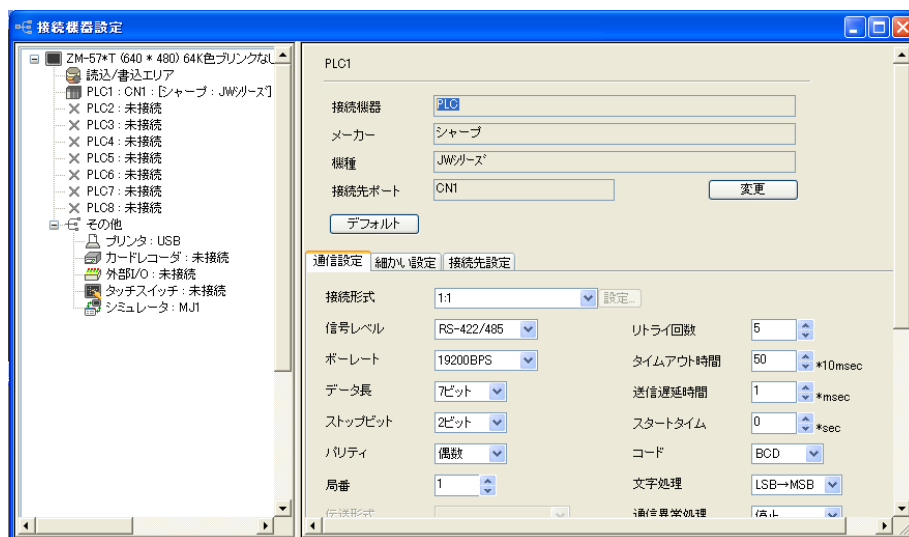 接続機器設定
ZM-57*T (640 * 480) 64K色ブリンクなし
読込/書込エリア
PLC1 : CN1 : [シャープ : JWシリーズ]
PLC2 : 未接続
PLC3 : 未接続
PLC4 : 未接続
PLC5 : 未接続
PLC6 : 未接続
PLC7 : 未接続
PLC8 : 未接続
その他
プリンタ : USB
カードレコーダ : 未接続
外部I/O : 未接続
タッチスイッチ : 未接続
シミュレータ : MJ1
PLC1
接続機器 PLC
メーカー シャープ
機種 JWシリーズ
接続先ポート CN1 変更
デフォルト
通信設定 細かい設定 接続先設定
接続形式 1:1 設定...
信号レベル RS-422/485 リトライ回数 5
ボーレート 19200BPS タイムアウト時間 50 *10msec
データ長 7ビット 送信遅延時間 1 *msec
ストップビット 2ビット スタートタイム 0 *sec
パリティ 偶数 コード BCD
局番 1 文字処理 LSB→MSB
伝送形式 通信異常処理 停止